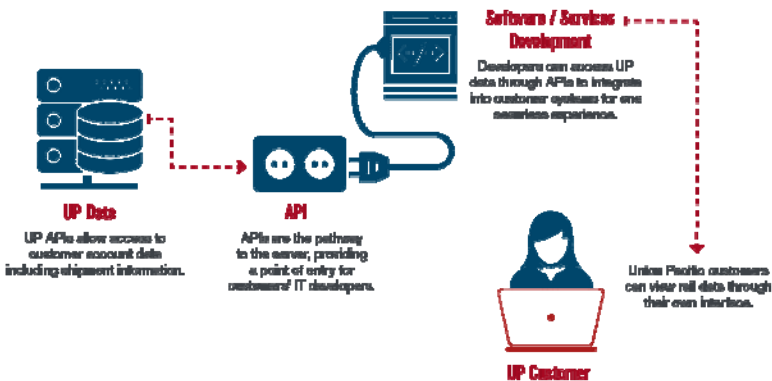 Software / Services
Development
Developers can access UP
data through APIs to integrate
into customer systems for one
seamless experience.
UP Data
UP APIs allow access to
customer account data
including shipment information.
API
APIs are the pathway
to the server, providing
a point of entry for
customers' IT developers.
Union Pacific customers
can view rail data through
their own interface.
UP Customer